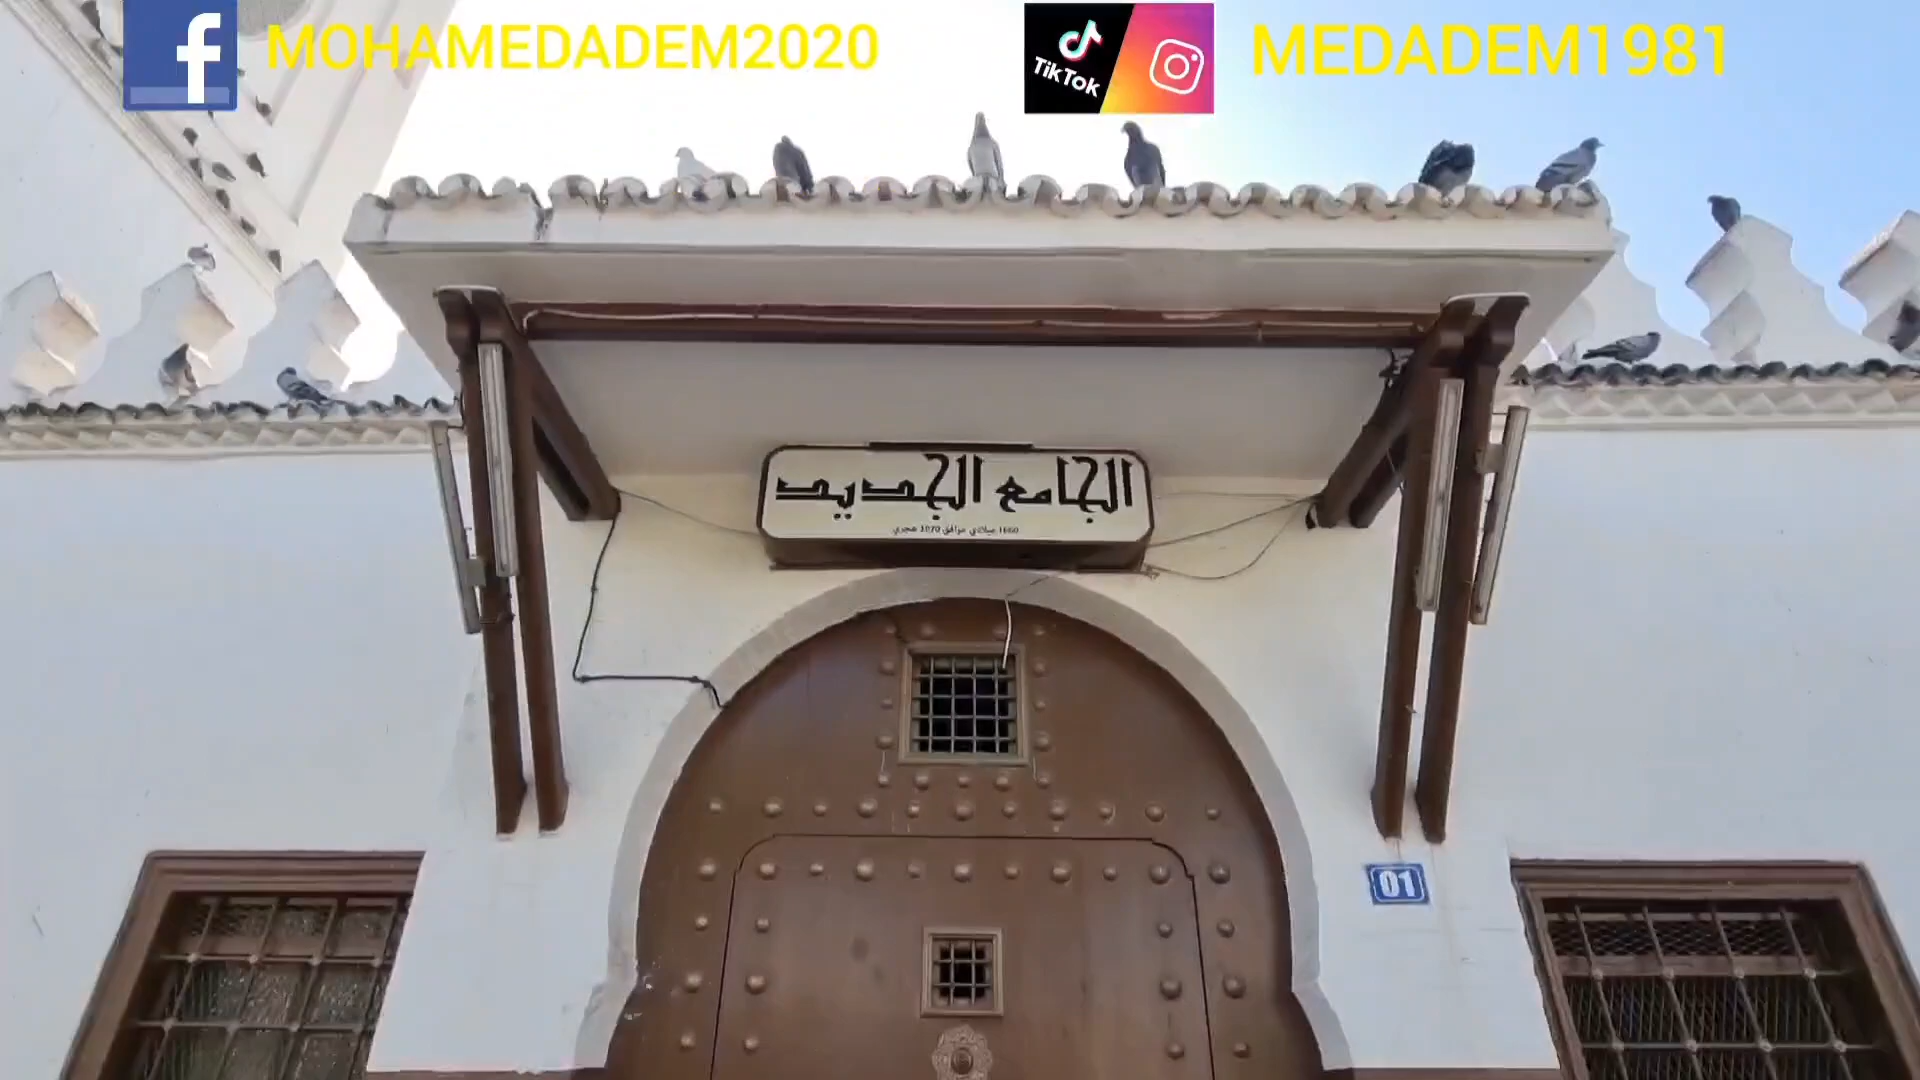 MOHAMEDADEM2020
TikTok
MEDADEM1981
الجامع الجديد
1660 ميلادي موافق 1070 هجري
01